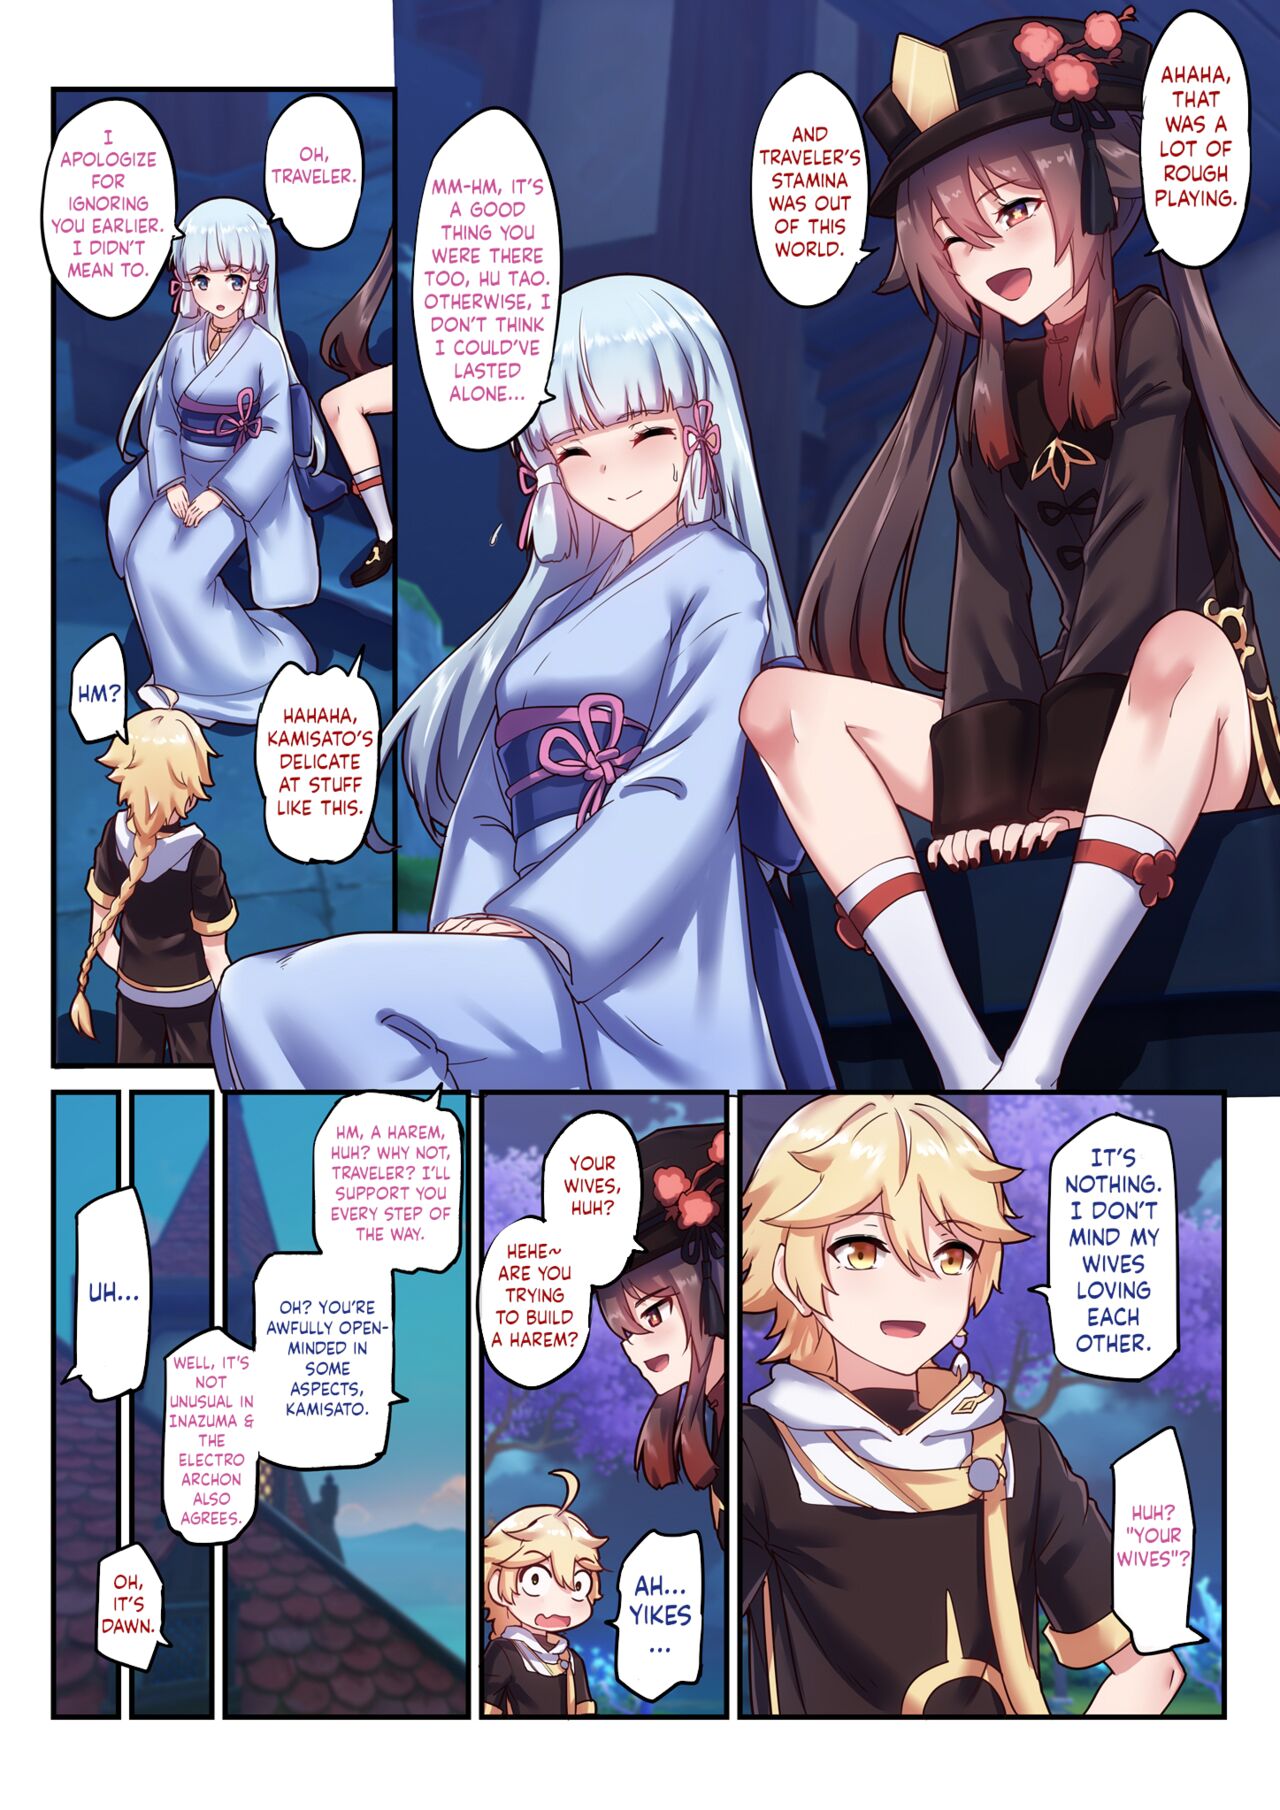 AHAHA,
THAT
WAS A
LOT OF
ROUGH
PLAYING.
AND
TRAVELER'S
STAMINA
WAS OUT
OF THIS
WORLD.
MM-HM, IT'S
A GOOD
THING YOU
WERE THERE
TOO, HU TAO.
OTHERWISE, I
DON'T THINK
I COULD'VE
LASTED
ALONE...
OH,
TRAVELER.
I
APOLOGIZE
FOR
IGNORING
YOU EARLIER.
I DIDN'T
MEAN TO.
HAHAHA,
KAMISATO'S
DELICATE
AT STUFF
LIKE THIS.
HM?
IT'S
NOTHING.
I DON'T
MIND MY
WIVES
LOVING
EACH
OTHER.
HUH?
"YOUR
WIVES"?
YOUR
WIVES,
HUH?
HEHE~
ARE YOU
TRYING
TO BUILD
A HAREM?
AH...
YIKES
...
HM, A HAREM,
HUH? WHY NOT,
TRAVELER? I'LL
SUPPORT YOU
EVERY STEP OF
THE WAY.
OH? YOU'RE
AWFULLY OPEN-
MINDED IN
SOME
ASPECTS,
KAMISATO.
WELL, IT'S
NOT
UNUSUAL IN
INAZUMA &
THE
ELECTRO
ARCHON
ALSO
AGREES.
UH...
OH,
IT'S
DAWN.